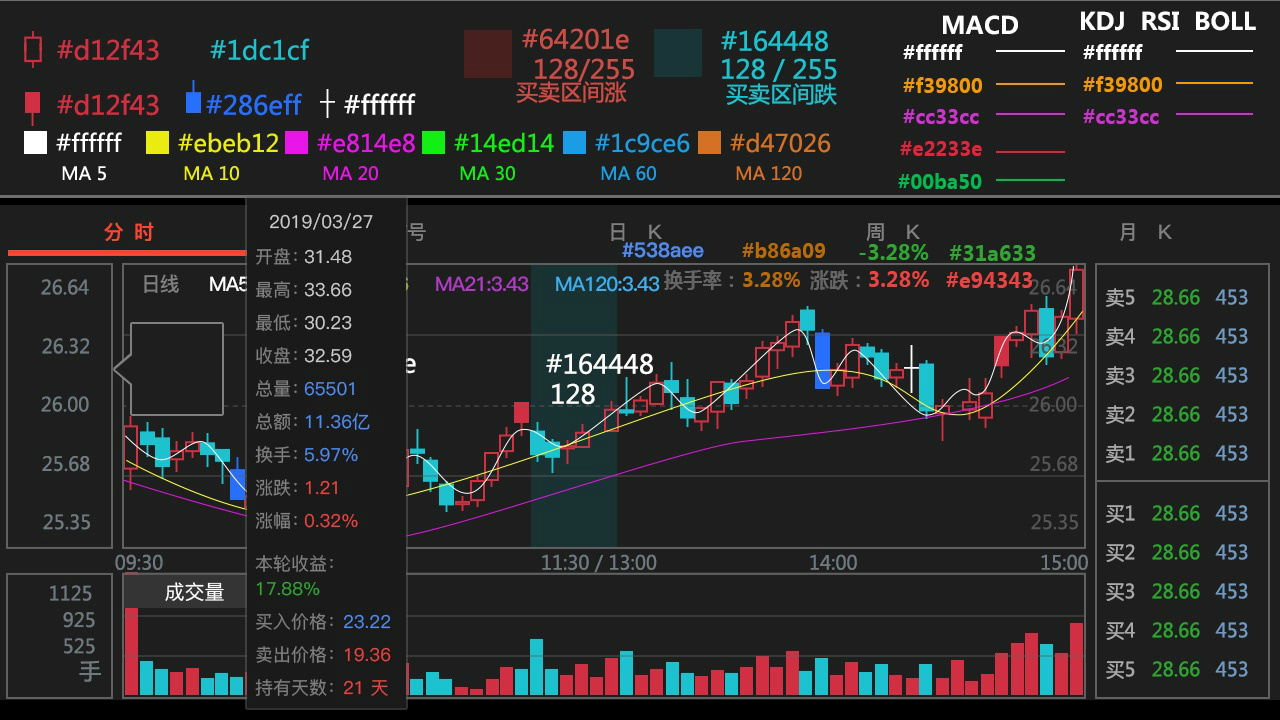 MACD KDJ RSI BOLL
#d12f43 #1dc1cf #64201e #164448
128/255 128 / 255
买卖区间涨 买卖区间跌
#ffffff #ffffff
#f39800 #f39800
#d12f43 #286eff #ffffff
#cc33cc #cc33cc
#ffffff #ebeb12 #e814e8 #14ed14 #1c9ce6 #d47026
#e2233e
MA 5 MA 10 MA 20 MA 30 MA 60 MA 120
#00ba50
分 时 号 日 K 周 K 月 K
#538aee #b86a09 -3.28% #31a633
日线 MA5 MA21:3.43 MA120:3.43 换手率：3.28% 涨跌：3.28% #e94343
2019/03/27
开盘：31.48
最高：33.66
最低：30.23
收盘：32.59
总量：65501
总额：11.36亿
换手：5.97%
涨跌：1.21
涨幅：0.32%
本轮收益：
17.88%
买入价格：23.22
卖出价格：19.36
持有天数：21 天
26.64
26.32
26.00
25.68
25.35
e
#164448
128
26.64
26.32
26.00
25.68
25.35
09:30 11:30 / 13:00 14:00 15:00
成交量
1125
925
525
手
卖5 28.66 453
卖4 28.66 453
卖3 28.66 453
卖2 28.66 453
卖1 28.66 453
买1 28.66 453
买2 28.66 453
买3 28.66 453
买4 28.66 453
买5 28.66 453